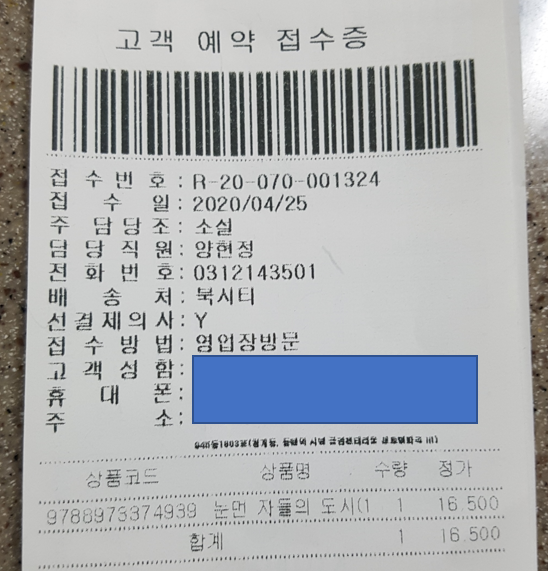 고객 예약 접수증
접 수 번 호 : R-20-070-001324
접 수 일 : 2020/04/25
주 담 당 조 : 소설
담 당 직 원 : 양현정
전 화 번 호 : 0312143501
배 송 처 : 북시티
선 결 제 의 사 : Y
접 수 방 법 : 영업장방문
고 객 성 함 :
휴 대 폰 :
주 소 :
상품코드 상품명 수량 정가
9788973374939 눈먼 자들의 도시(1 1 16,500
합계 1 16,500